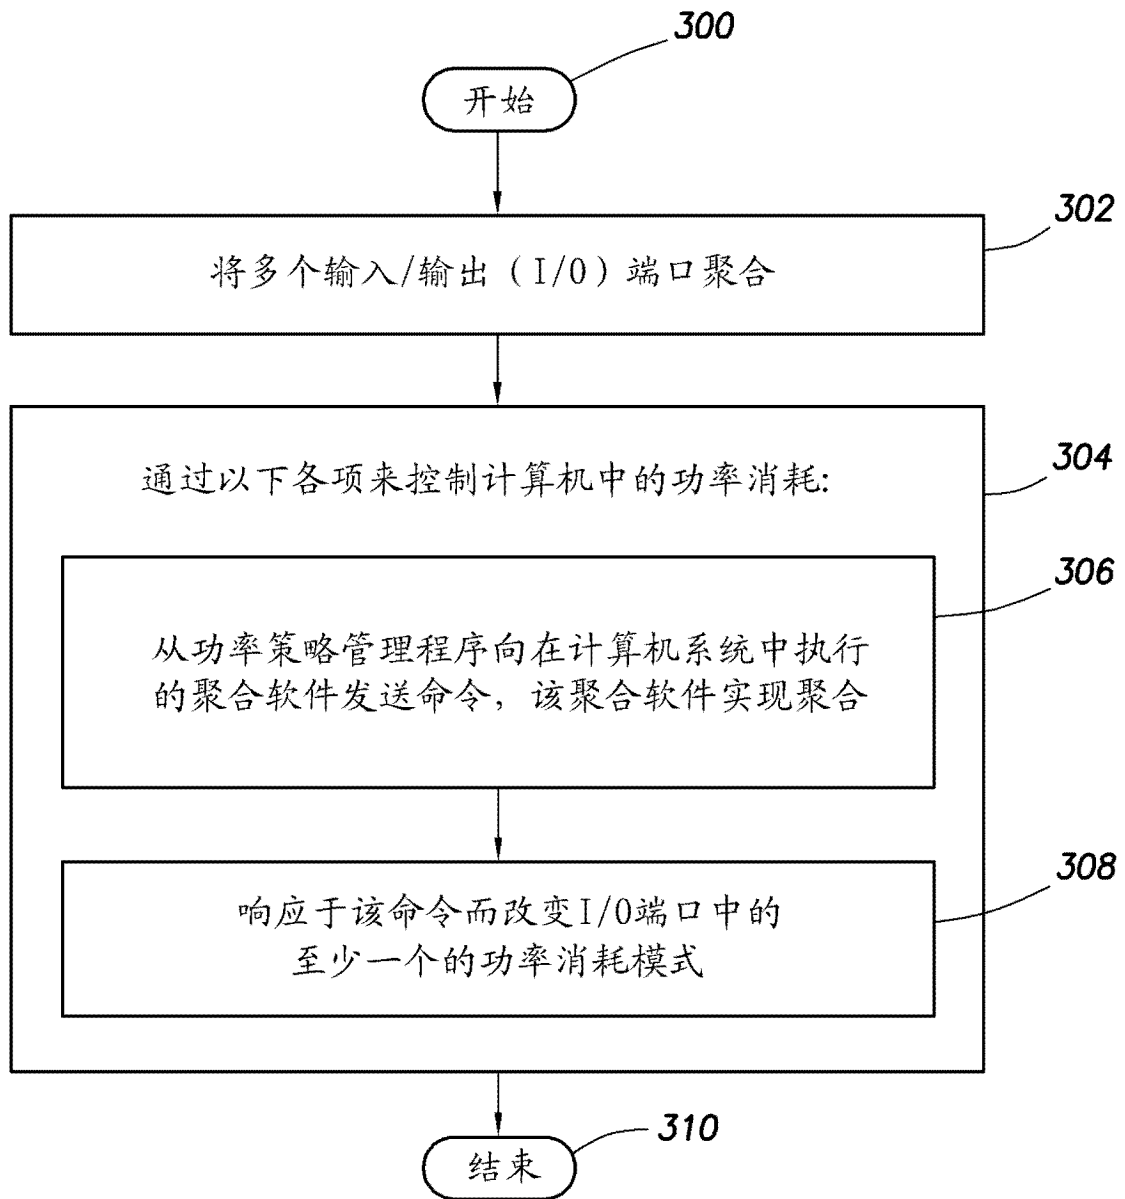 300
开始
302
将多个输入/输出（I/O）端口聚合
304
通过以下各项来控制计算机中的功率消耗:
306
从功率策略管理程序向在计算机系统中执行
的聚合软件发送命令，该聚合软件实现聚合
308
响应于该命令而改变I/O端口中的
至少一个的功率消耗模式
310
结束